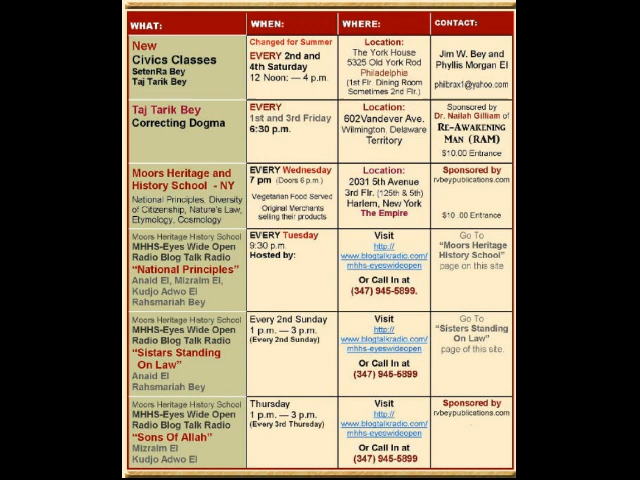 WHAT:
WHEN:
WHERE:
CONTACT:
New
Civics Classes
SetenRa Bey
Taj Tarik Bey
Changed for Summer
EVERY 2nd and
4th Saturday
12 Noon: — 4 p.m.
Location:
The York House
5325 Old York Rod
Philadelphia
(1st Flr. Dining Room
Sometimes 2nd Flr.)
Jim W. Bey and
Phyllis Morgan El
philbrax1@yahoo.com
Taj Tarik Bey
Correcting Dogma
EVERY
1st and 3rd Friday
6:30 p.m.
Location:
602Vandever Ave.
Wilmington, Delaware
Territory
Sponsored by
Dr. Nailah Gilliam of
RE-AWAKENING
MAN (RAM)
$10.00 Entrance
Moors Heritage and
History School - NY
National Principles, Diversity
of Citizenship, Nature's Law,
Etymology, Cosmology
EVERY Wednesday
7 pm (Doors 6 p.m.)
Vegetarian Food Served
Original Merchants
selling their products
Location:
2031 5th Avenue
3rd Flr. (125th & 5th)
Harlem, New York
The Empire
Sponsored by
rvbeypublications.com
$10 .00 Entrance
Moors Heritage History School
MHHS-Eyes Wide Open
Radio Blog Talk Radio
"National Principles"
Anaid El, Mizraim El,
Kudjo Adwo El
Rahsmariah Bey
EVERY Tuesday
9:30 p.m.
Hosted by:
Visit
http://
www.blogtalkradio.com/
mhhs-eyeswideopen
Or Call In at
(347) 945-5899.
Go To
"Moors Heritage
History School"
page on this site
Moors Heritage History School
MHHS-Eyes Wide Open
Radio Blog Talk Radio
"Sistars Standing
On Law"
Anaid El
Rahsmariah Bey
Every 2nd Sunday
1 p.m. — 3 p.m.
(Every 2nd Sunday)
Visit
http://
www.blogtalkradio.com/
mhhs-eyeswideopen
Or Call In at
(347) 945-5899
Go To
"Sisters Standing
On Law"
page of this site.
Moors Heritage History School
MHHS-Eyes Wide Open
Radio Blog Talk Radio
"Sons Of Allah"
Mizraim El
Kudjo Adwo El
Thursday
1 p.m. — 3 p.m.
(Every 3rd Thursday)
Visit
http://
www.blogtalkradio.com/
mhhs-eyeswideopen
Or Call In at
(347) 945-5899
Sponsored by
rvbeypublications.com